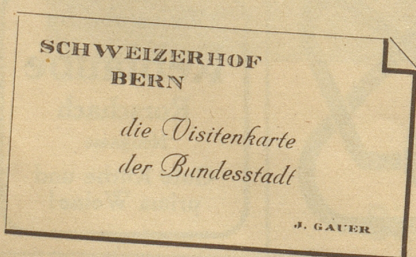 SCHWEIZERHOF
BERN
die Visitenkarte
der Bundesstadt
J. GAUER